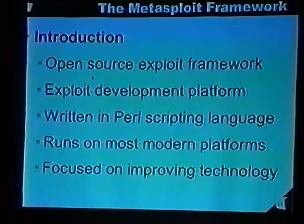 The Metasploit Framework
Introduction
Open source exploit framework
Exploit development platform
Written in Perl scripting language
Runs on most modern platforms
Focused on improving technology